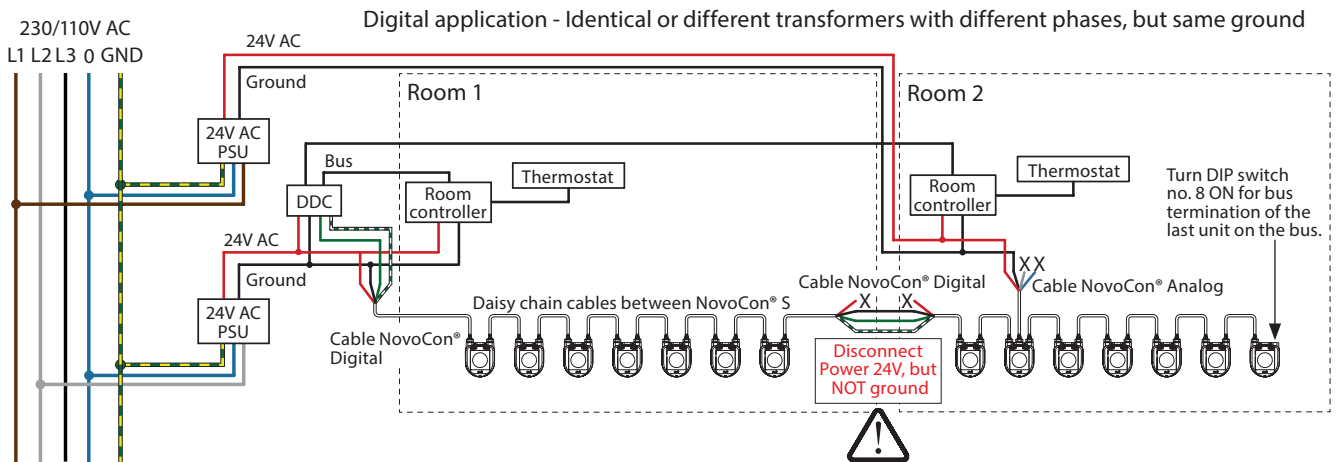 Digital application - Identical or different transformers with different phases, but same ground
230/110V AC
L1 L2 L3 0 GND
24V AC
Ground
24V AC
PSU
Room 1
Room 2
Bus
DDC
Room
controller
Thermostat
Room
controller
Thermostat
Turn DIP switch
no. 8 ON for bus
termination of the
last unit on the bus.
24V AC
Ground
24V AC
PSU
Cable NovoCon®
Digital
Daisy chain cables between NovoCon® S
Cable NovoCon® Digital
X X
X X
Cable NovoCon® Analog
Disconnect
Power 24V, but
NOT ground
!